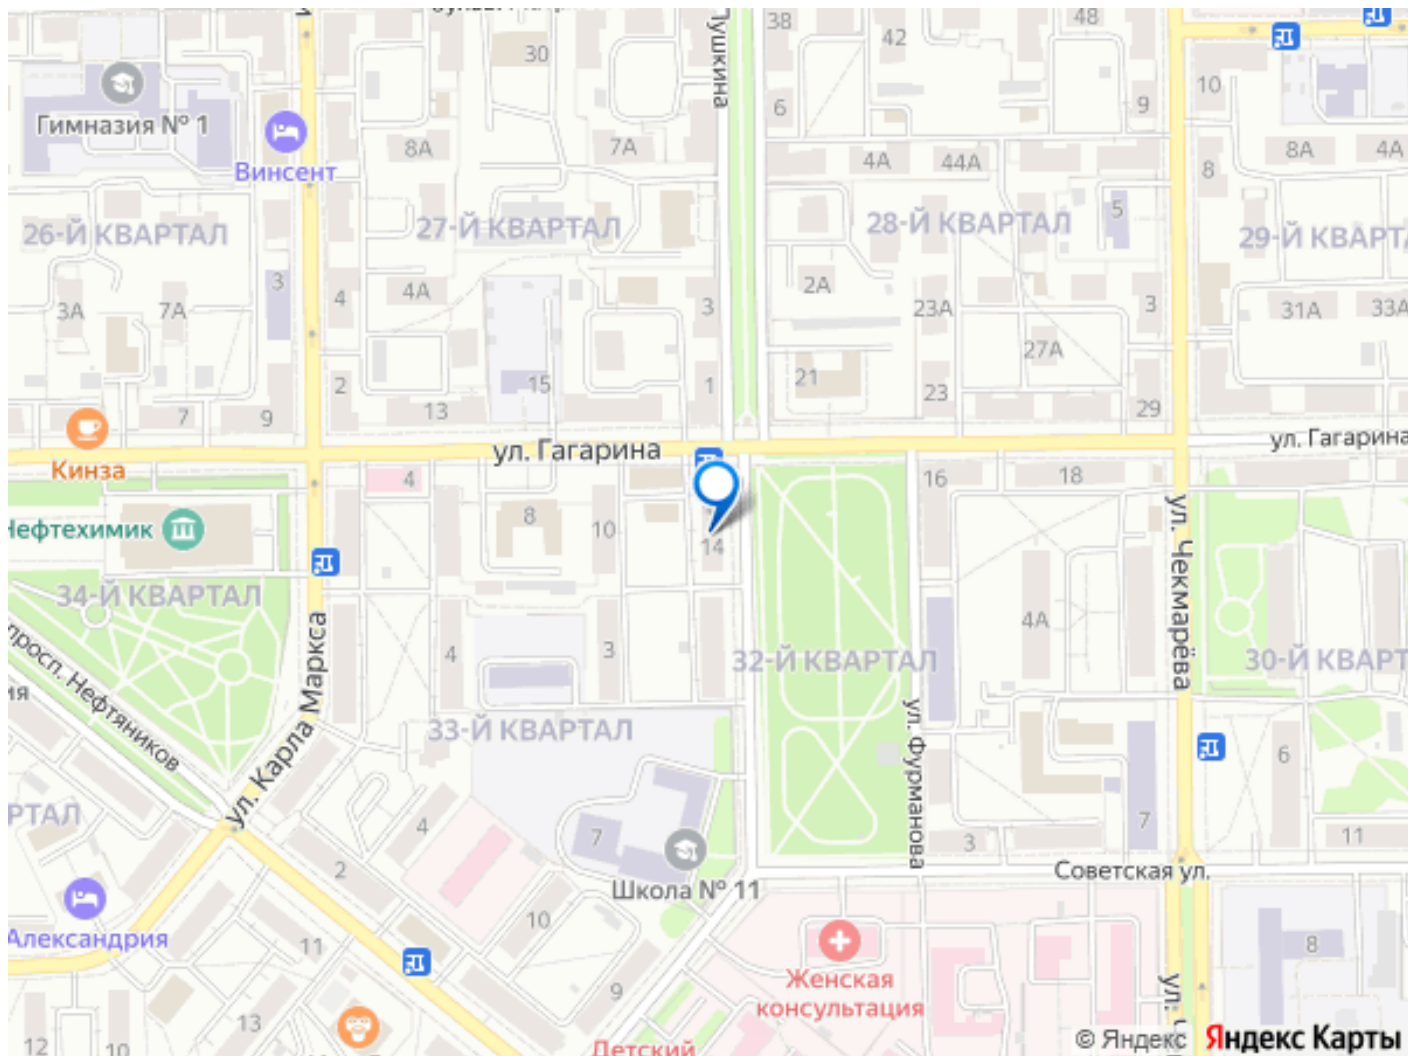 38
48
42
30
Пушкина
6
9
10
Гимназия № 1
8А
7А
4А
44А
8А
4А
8
Винсент
5
26-Й КВАРТАЛ
27-Й КВАРТАЛ
28-Й КВАРТАЛ
29-Й КВАРТА
3
4
4А
2А
3А
7А
3
23А
3
31А
33А
27А
2
15
1
21
23
29
7
9
13
ул. Гагарина
ул. Гагарина
Кинза
4
16
18
8
10
14
Нефтехимик
ул. Чекмарёва
34-Й КВАРТАЛ
4А
ул. Карла Маркса
4
3
32-Й КВАРТАЛ
30-Й КВАРТ
просп. Нефтяников
ия
33-Й КВАРТАЛ
ул. Фурманова
6
РТАЛ
4
7
7
3
11
2
Школа № 11
Советская ул.
10
Александрия
11
8
Женская
консультация
9
13
12
10
ул. Ч
Детский
© Яндекс Яндекс Карты